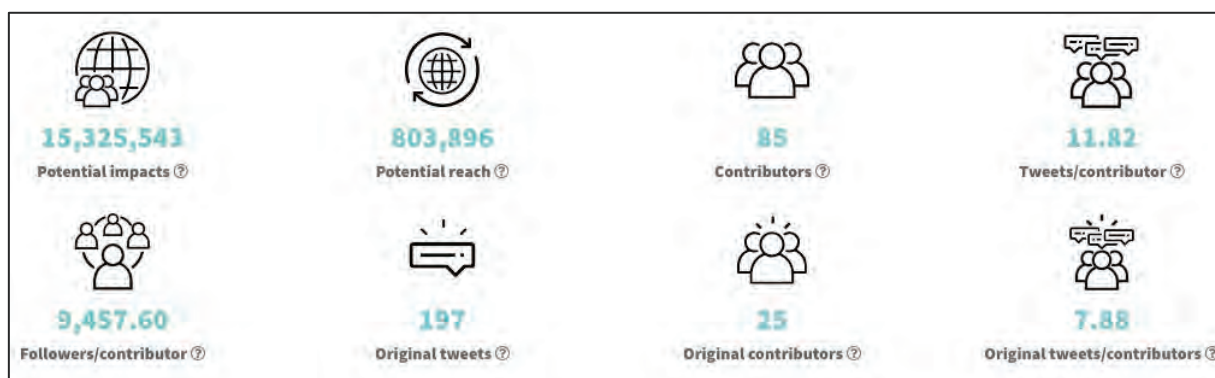 15,325,543 803,896 85 11.82
Potential impacts ? Potential reach ? Contributors ? Tweets/contributor ?
9,457.60 197 25 7.88
Followers/contributor ? Original tweets ? Original contributors ? Original tweets/contributors ?